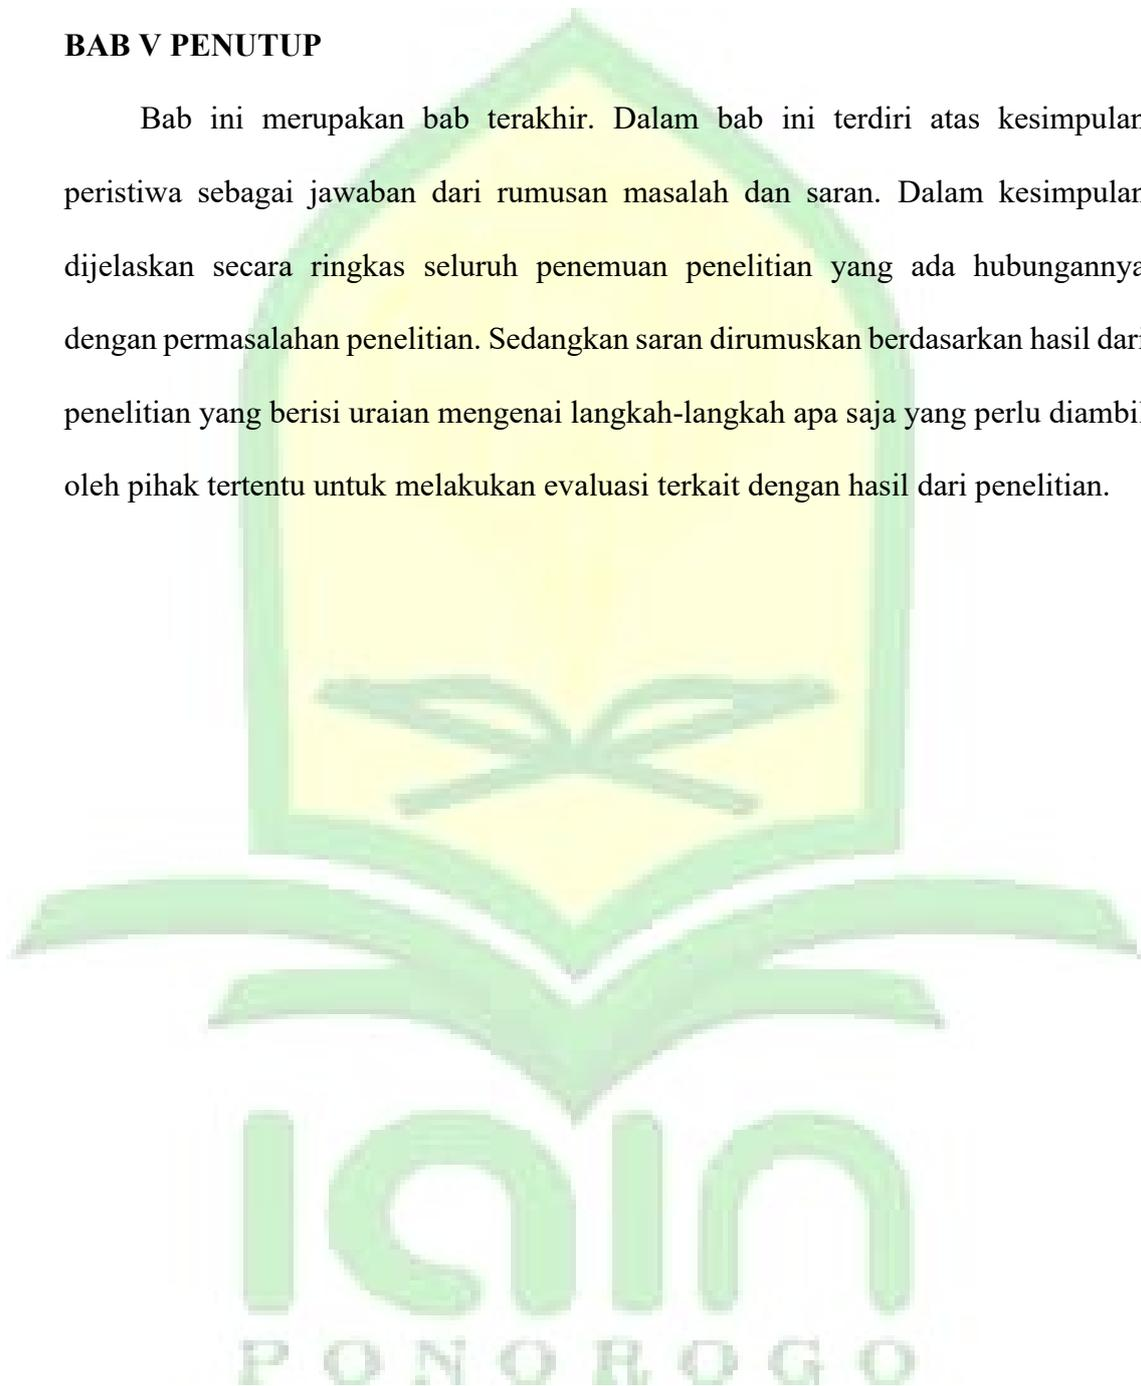 BAB V PENUTUP
Bab ini merupakan bab terakhir. Dalam bab ini terdiri atas kesimpulan
peristiwa sebagai jawaban dari rumusan masalah dan saran. Dalam kesimpulan
dijelaskan secara ringkas seluruh penemuan penelitian yang ada hubungannya
dengan permasalahan penelitian. Sedangkan saran dirumuskan berdasarkan hasil dari
penelitian yang berisi uraian mengenai langkah-langkah apa saja yang perlu diambil
oleh pihak tertentu untuk melakukan evaluasi terkait dengan hasil dari penelitian.
iain
PONOROGO